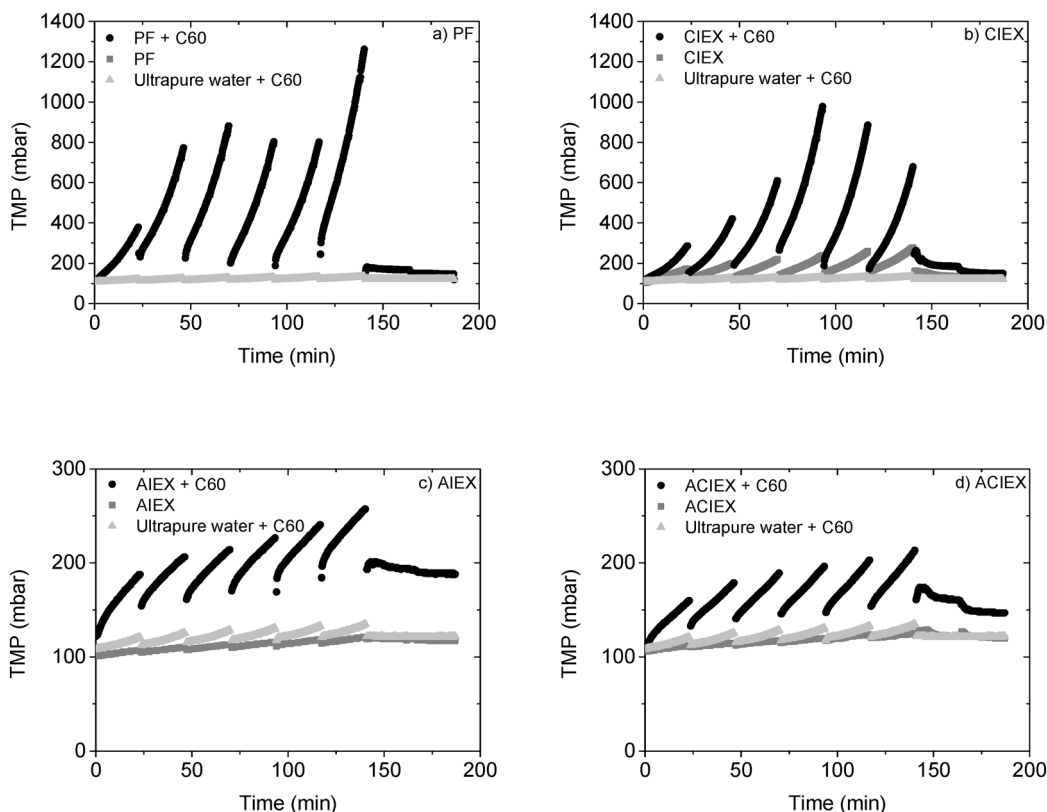 a) PF
PF + C60
PF
Ultrapure water + C60
TMP (mbar)
1400
1200
1000
800
600
400
200
0
0 50 100 150 200
Time (min)
b) CIEX
CIEX + C60
CIEX
Ultrapure water + C60
TMP (mbar)
1400
1200
1000
800
600
400
200
0
0 50 100 150 200
Time (min)
c) AIEX
AIEX + C60
AIEX
Ultrapure water + C60
TMP (mbar)
300
200
100
0
0 50 100 150 200
Time (min)
d) ACIEX
ACIEX + C60
ACIEX
Ultrapure water + C60
TMP (mbar)
300
200
100
0
0 50 100 150 200
Time (min)